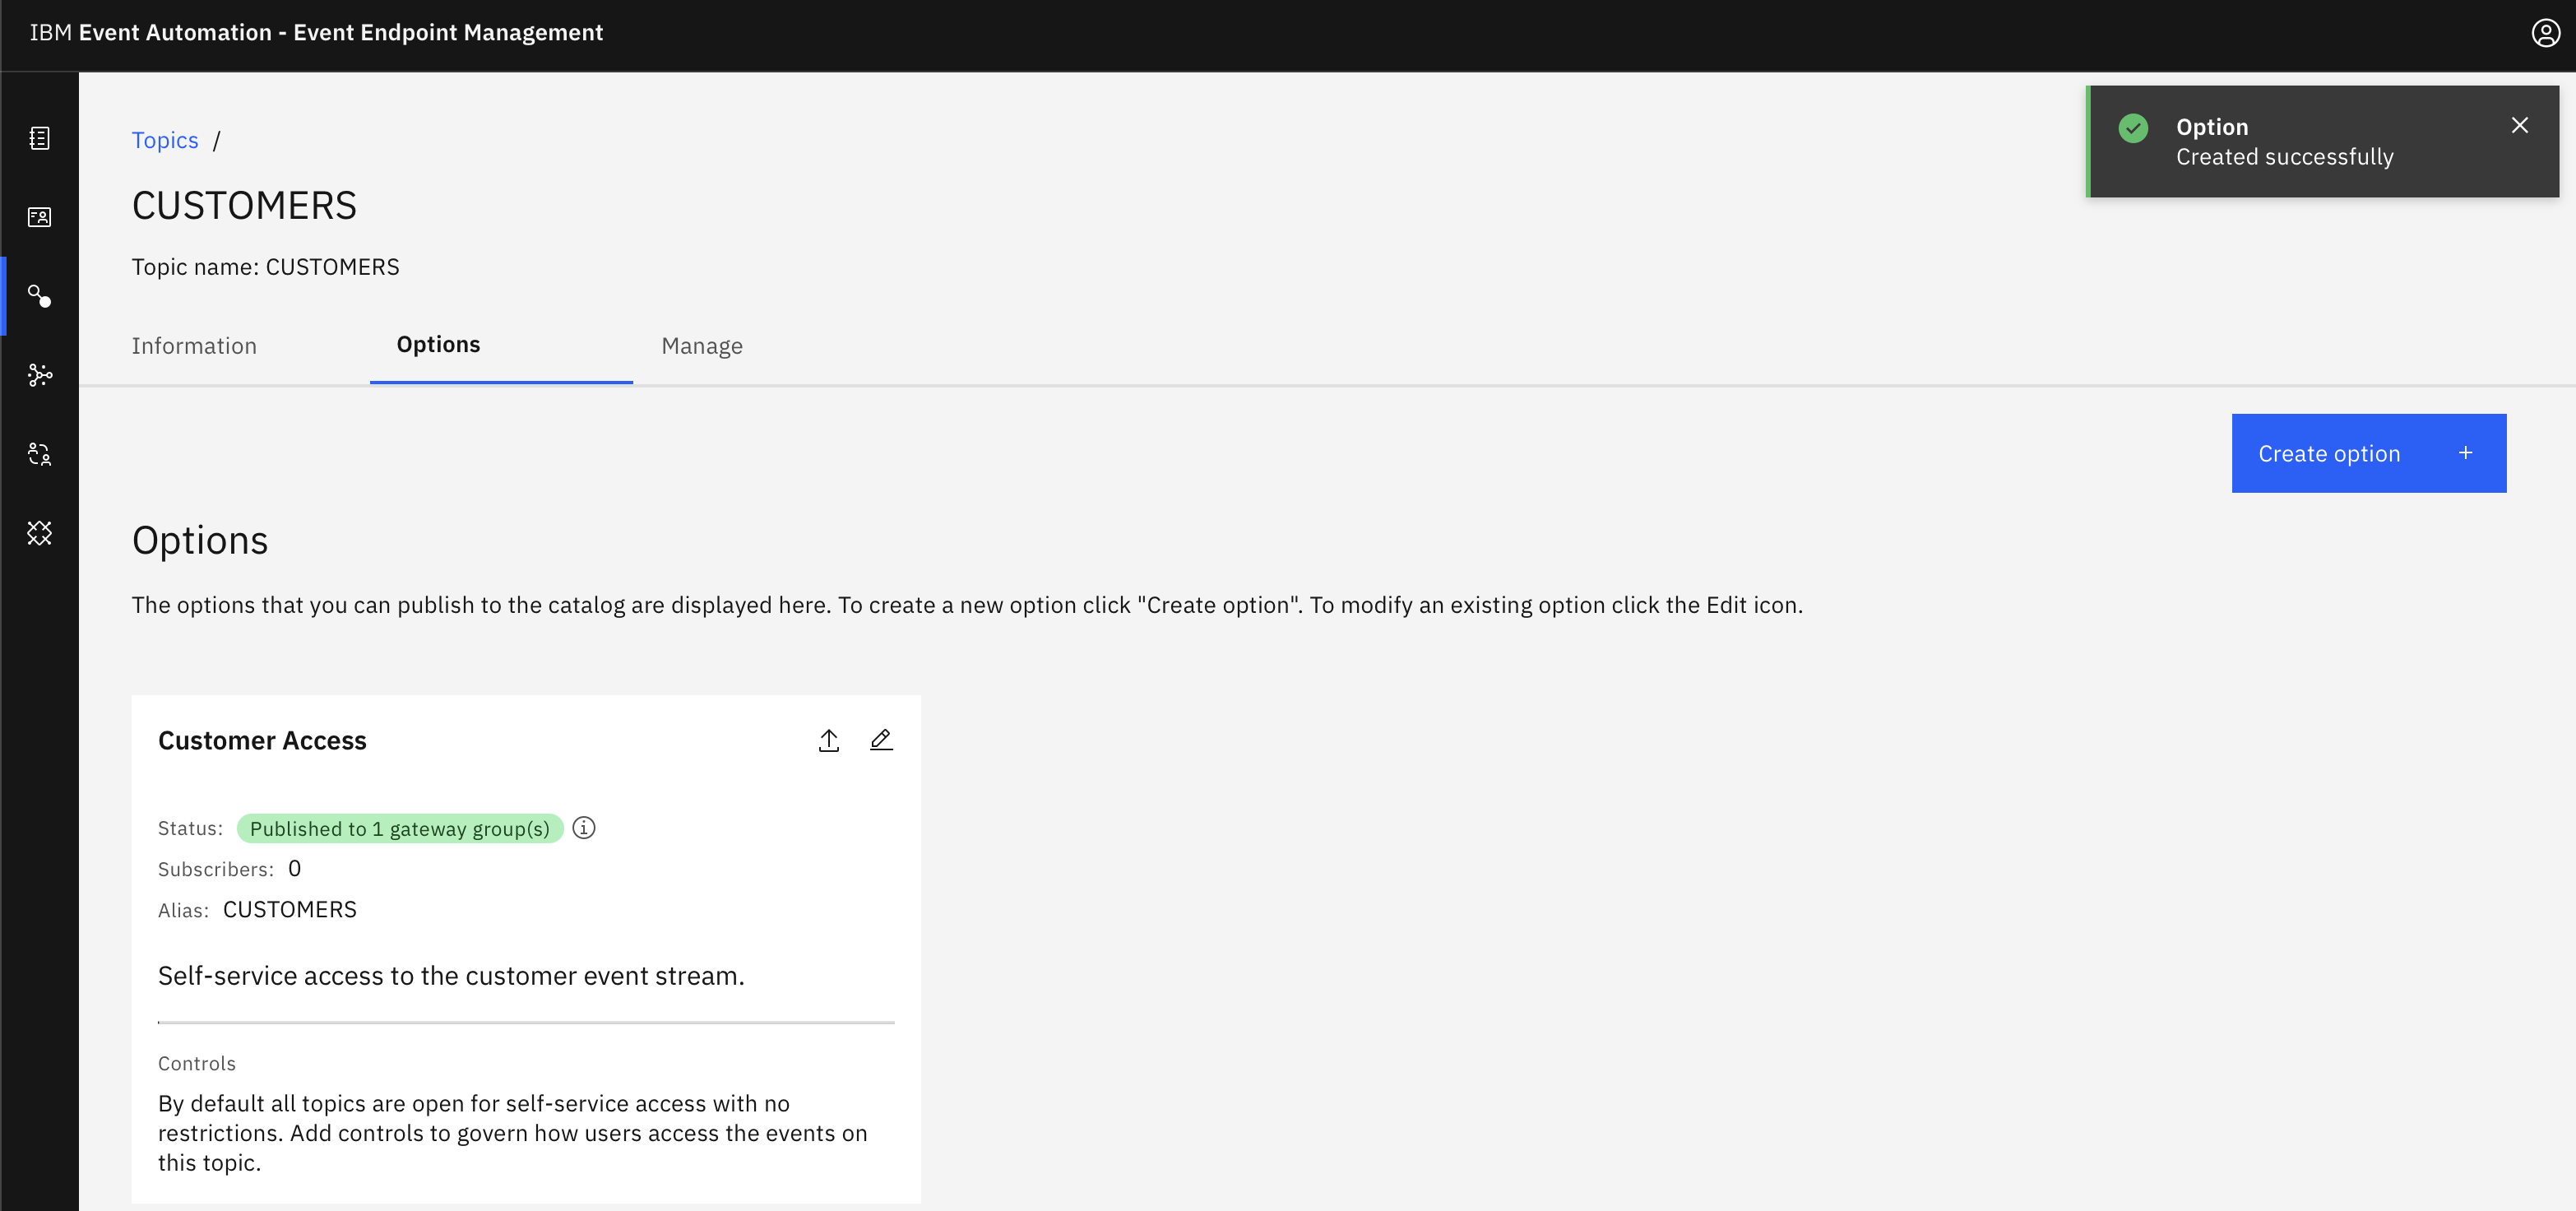 IBM Event Automation - Event Endpoint Management
Option
Created successfully
Topics /
CUSTOMERS
Topic name: CUSTOMERS
Information
Options
Manage
Create option +
Options
The options that you can publish to the catalog are displayed here. To create a new option click "Create option". To modify an existing option click the Edit icon.
Customer Access
Status: Published to 1 gateway group(s)
Subscribers: 0
Alias: CUSTOMERS
Self-service access to the customer event stream.
Controls
By default all topics are open for self-service access with no
restrictions. Add controls to govern how users access the events on
this topic.